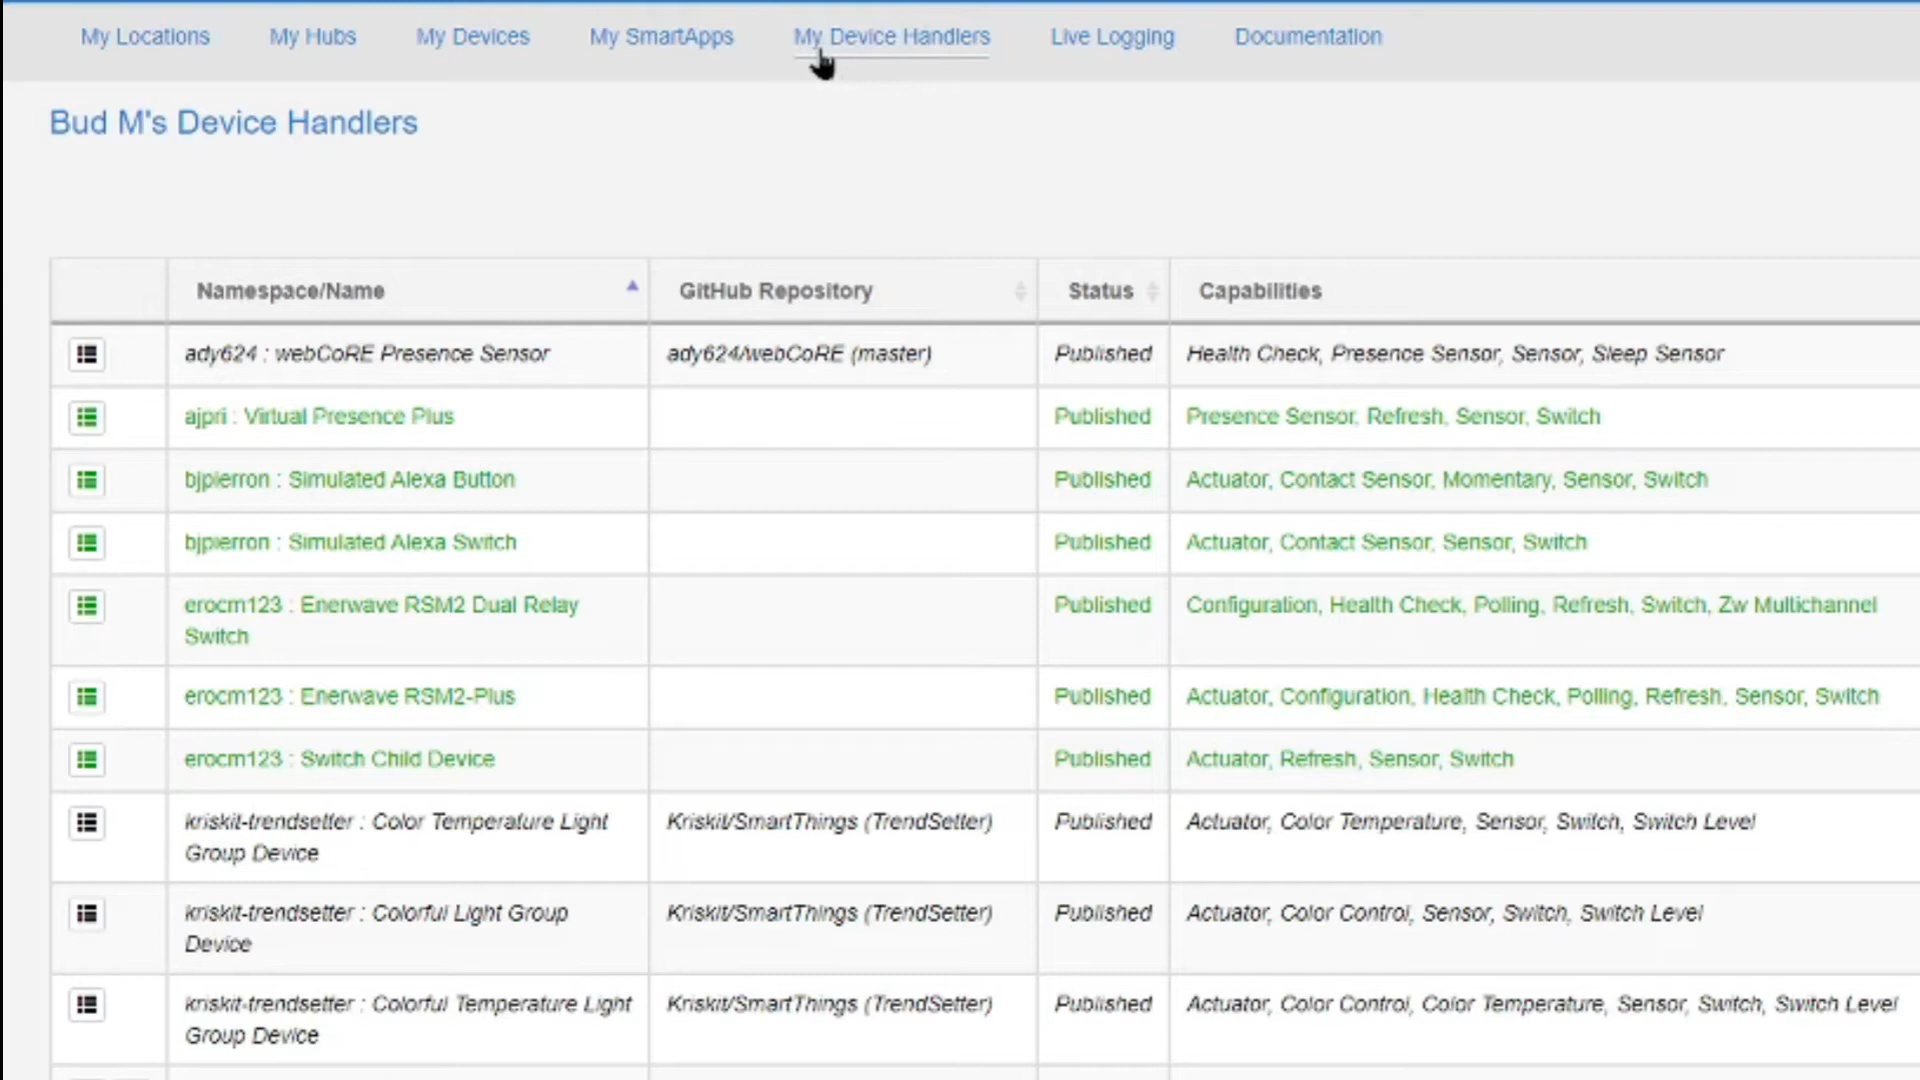 My Locations My Hubs My Devices My SmartApps My Device Handlers Live Logging Documentation
Bud M's Device Handlers
Namespace/Name GitHub Repository Status Capabilities
ady624 : webCoRE Presence Sensor ady624/webCoRE (master) Published Health Check, Presence Sensor, Sensor, Sleep Sensor
ajpri : Virtual Presence Plus Published Presence Sensor, Refresh, Sensor, Switch
bjpierron : Simulated Alexa Button Published Actuator, Contact Sensor, Momentary, Sensor, Switch
bjpierron : Simulated Alexa Switch Published Actuator, Contact Sensor, Sensor, Switch
erocm123 : Enerwave RSM2 Dual Relay Published Configuration, Health Check, Polling, Refresh, Switch, Zw Multichannel
Switch
erocm123 : Enerwave RSM2-Plus Published Actuator, Configuration, Health Check, Polling, Refresh, Sensor, Switch
erocm123 : Switch Child Device Published Actuator, Refresh, Sensor, Switch
kriskit-trendsetter : Color Temperature Light Kriskit/SmartThings (TrendSetter) Published Actuator, Color Temperature, Sensor, Switch, Switch Level
Group Device
kriskit-trendsetter : Colorful Light Group Kriskit/SmartThings (TrendSetter) Published Actuator, Color Control, Sensor, Switch, Switch Level
Device
kriskit-trendsetter : Colorful Temperature Light Kriskit/SmartThings (TrendSetter) Published Actuator, Color Control, Color Temperature, Sensor, Switch, Switch Level
Group Device